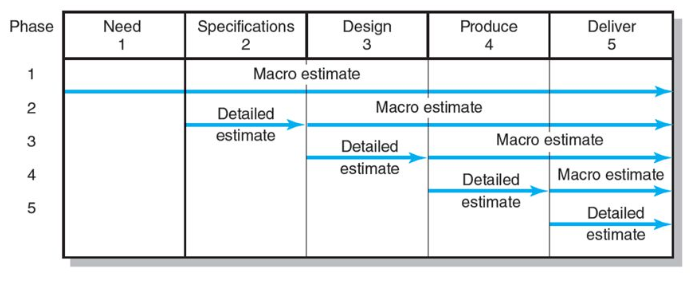 Phase Need Specifications Design Produce Deliver
1 2 3 4 5
1 Macro estimate
2 Detailed estimate Macro estimate
3 Detailed estimate Macro estimate
4 Detailed estimate Macro estimate
5 Detailed estimate